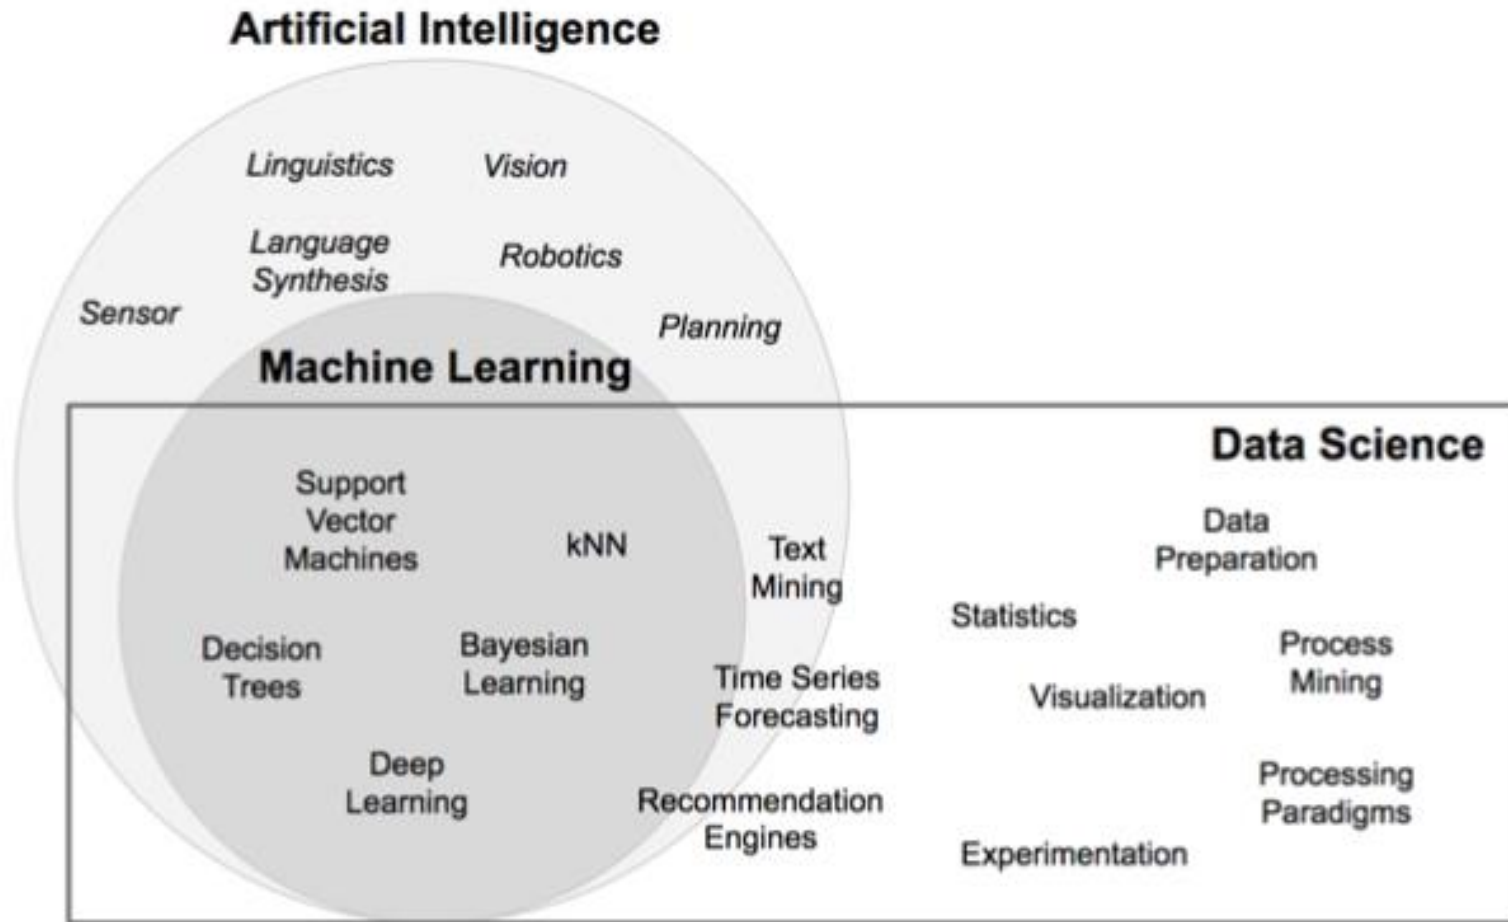 Artificial Intelligence
Linguistics
Vision
Language
Synthesis
Robotics
Sensor
Planning
Machine Learning
Data Science
Support
Vector
Machines
kNN
Text
Mining
Data
Preparation
Statistics
Decision
Trees
Bayesian
Learning
Time Series
Forecasting
Visualization
Process
Mining
Deep
Learning
Recommendation
Engines
Processing
Paradigms
Experimentation